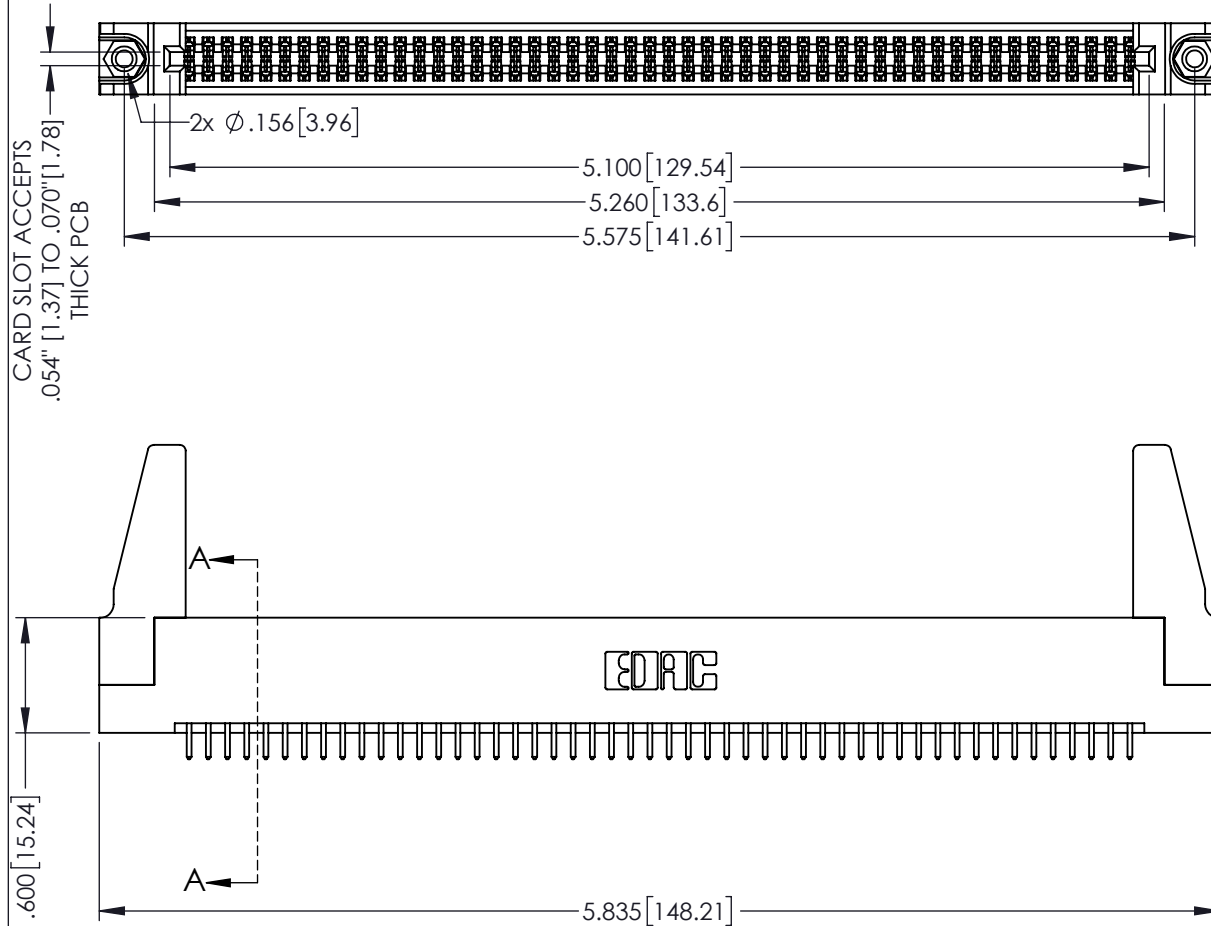 2x Ø.156[3.96]
5.100[129.54]
5.260[133.6]
5.575[141.61]
CARD SLOT ACCEPTS
.054" [1.37] TO .070"[1.78]
THICK PCB
A
EDAC
A
.600[15.24]
5.835[148.21]